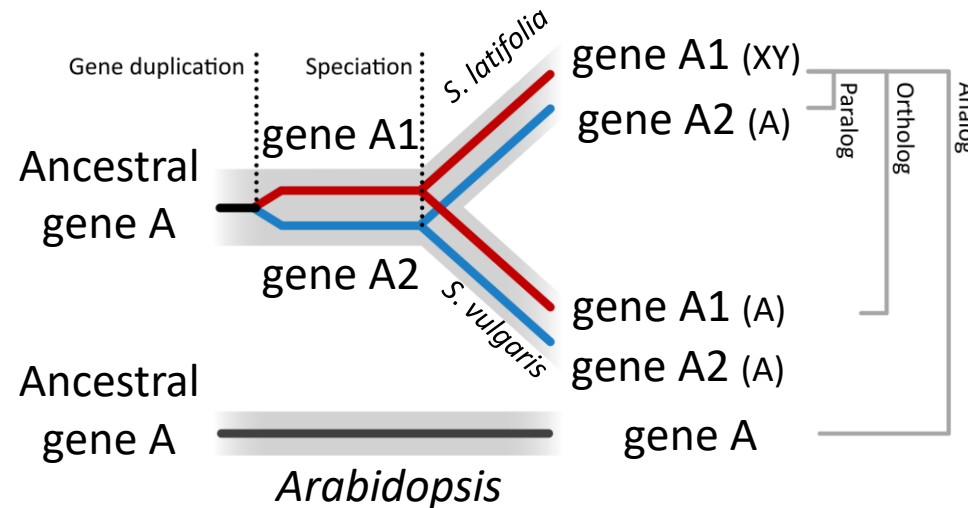 Gene duplication
Speciation
S. latifolia
gene A1 (XY)
gene A2 (A)
Paralog
Ortholog
Analog
gene A1
Ancestral
gene A
gene A2
S. vulgaris
gene A1 (A)
gene A2 (A)
Ancestral
gene A
gene A
Arabidopsis